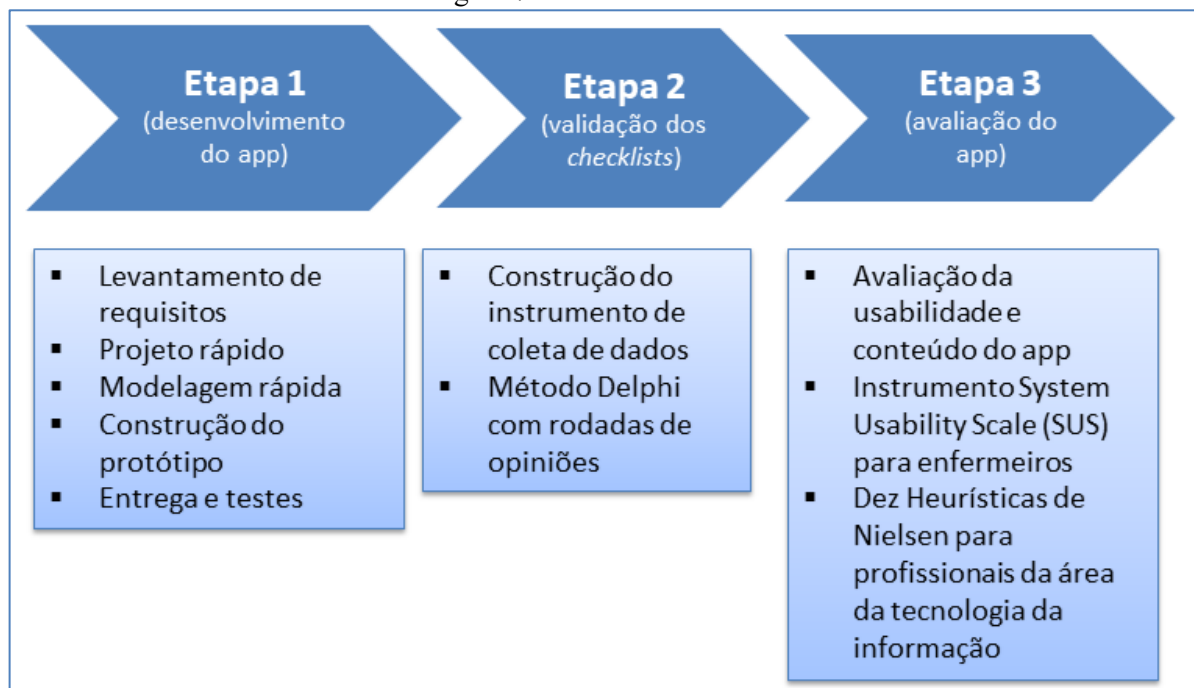 Etapa 1
(desenvolvimento
do app)
Etapa 2
(validação dos
checklists)
Etapa 3
(avaliação do
app)
▪ Levantamento de
requisitos
▪ Projeto rápido
▪ Modelagem rápida
▪ Construção do
protótipo
▪ Entrega e testes
▪ Construção do
instrumento de
coleta de dados
▪ Método Delphi
com rodadas de
opiniões
▪ Avaliação da
usabilidade e
conteúdo do app
▪ Instrumento System
Usability Scale (SUS)
para enfermeiros
▪ Dez Heurísticas de
Nielsen para
profissionais da área
da tecnologia da
informação